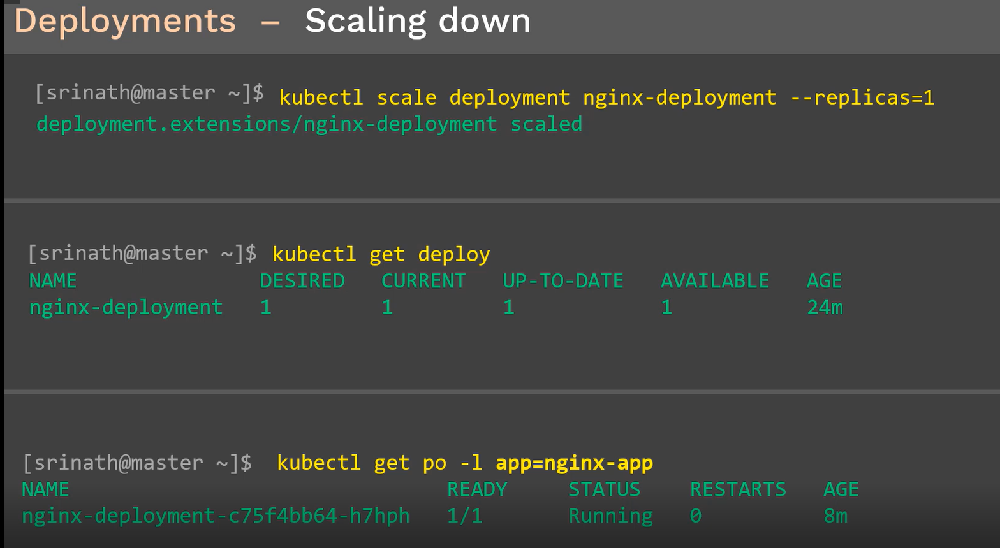 Deployments – Scaling down
[srinath@master ~]$ kubectl scale deployment nginx-deployment --replicas=1
deployment.extensions/nginx-deployment scaled
[srinath@master ~]$ kubectl get deploy
NAME DESIRED CURRENT UP-TO-DATE AVAILABLE AGE
nginx-deployment 1 1 1 1 24m
[srinath@master ~]$ kubectl get po -l app=nginx-app
NAME READY STATUS RESTARTS AGE
nginx-deployment-c75f4bb64-h7hph 1/1 Running 0 8m